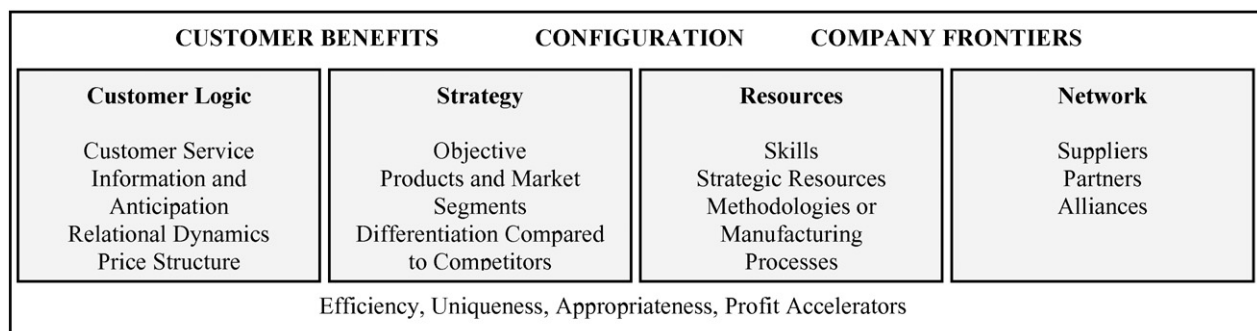 CUSTOMER BENEFITS CONFIGURATION COMPANY FRONTIERS
Customer Logic
Customer Service
Information and
Anticipation
Relational Dynamics
Price Structure
Strategy
Objective
Products and Market
Segments
Differentiation Compared
to Competitors
Resources
Skills
Strategic Resources
Methodologies or
Manufacturing
Processes
Network
Suppliers
Partners
Alliances
Efficiency, Uniqueness, Appropriateness, Profit Accelerators